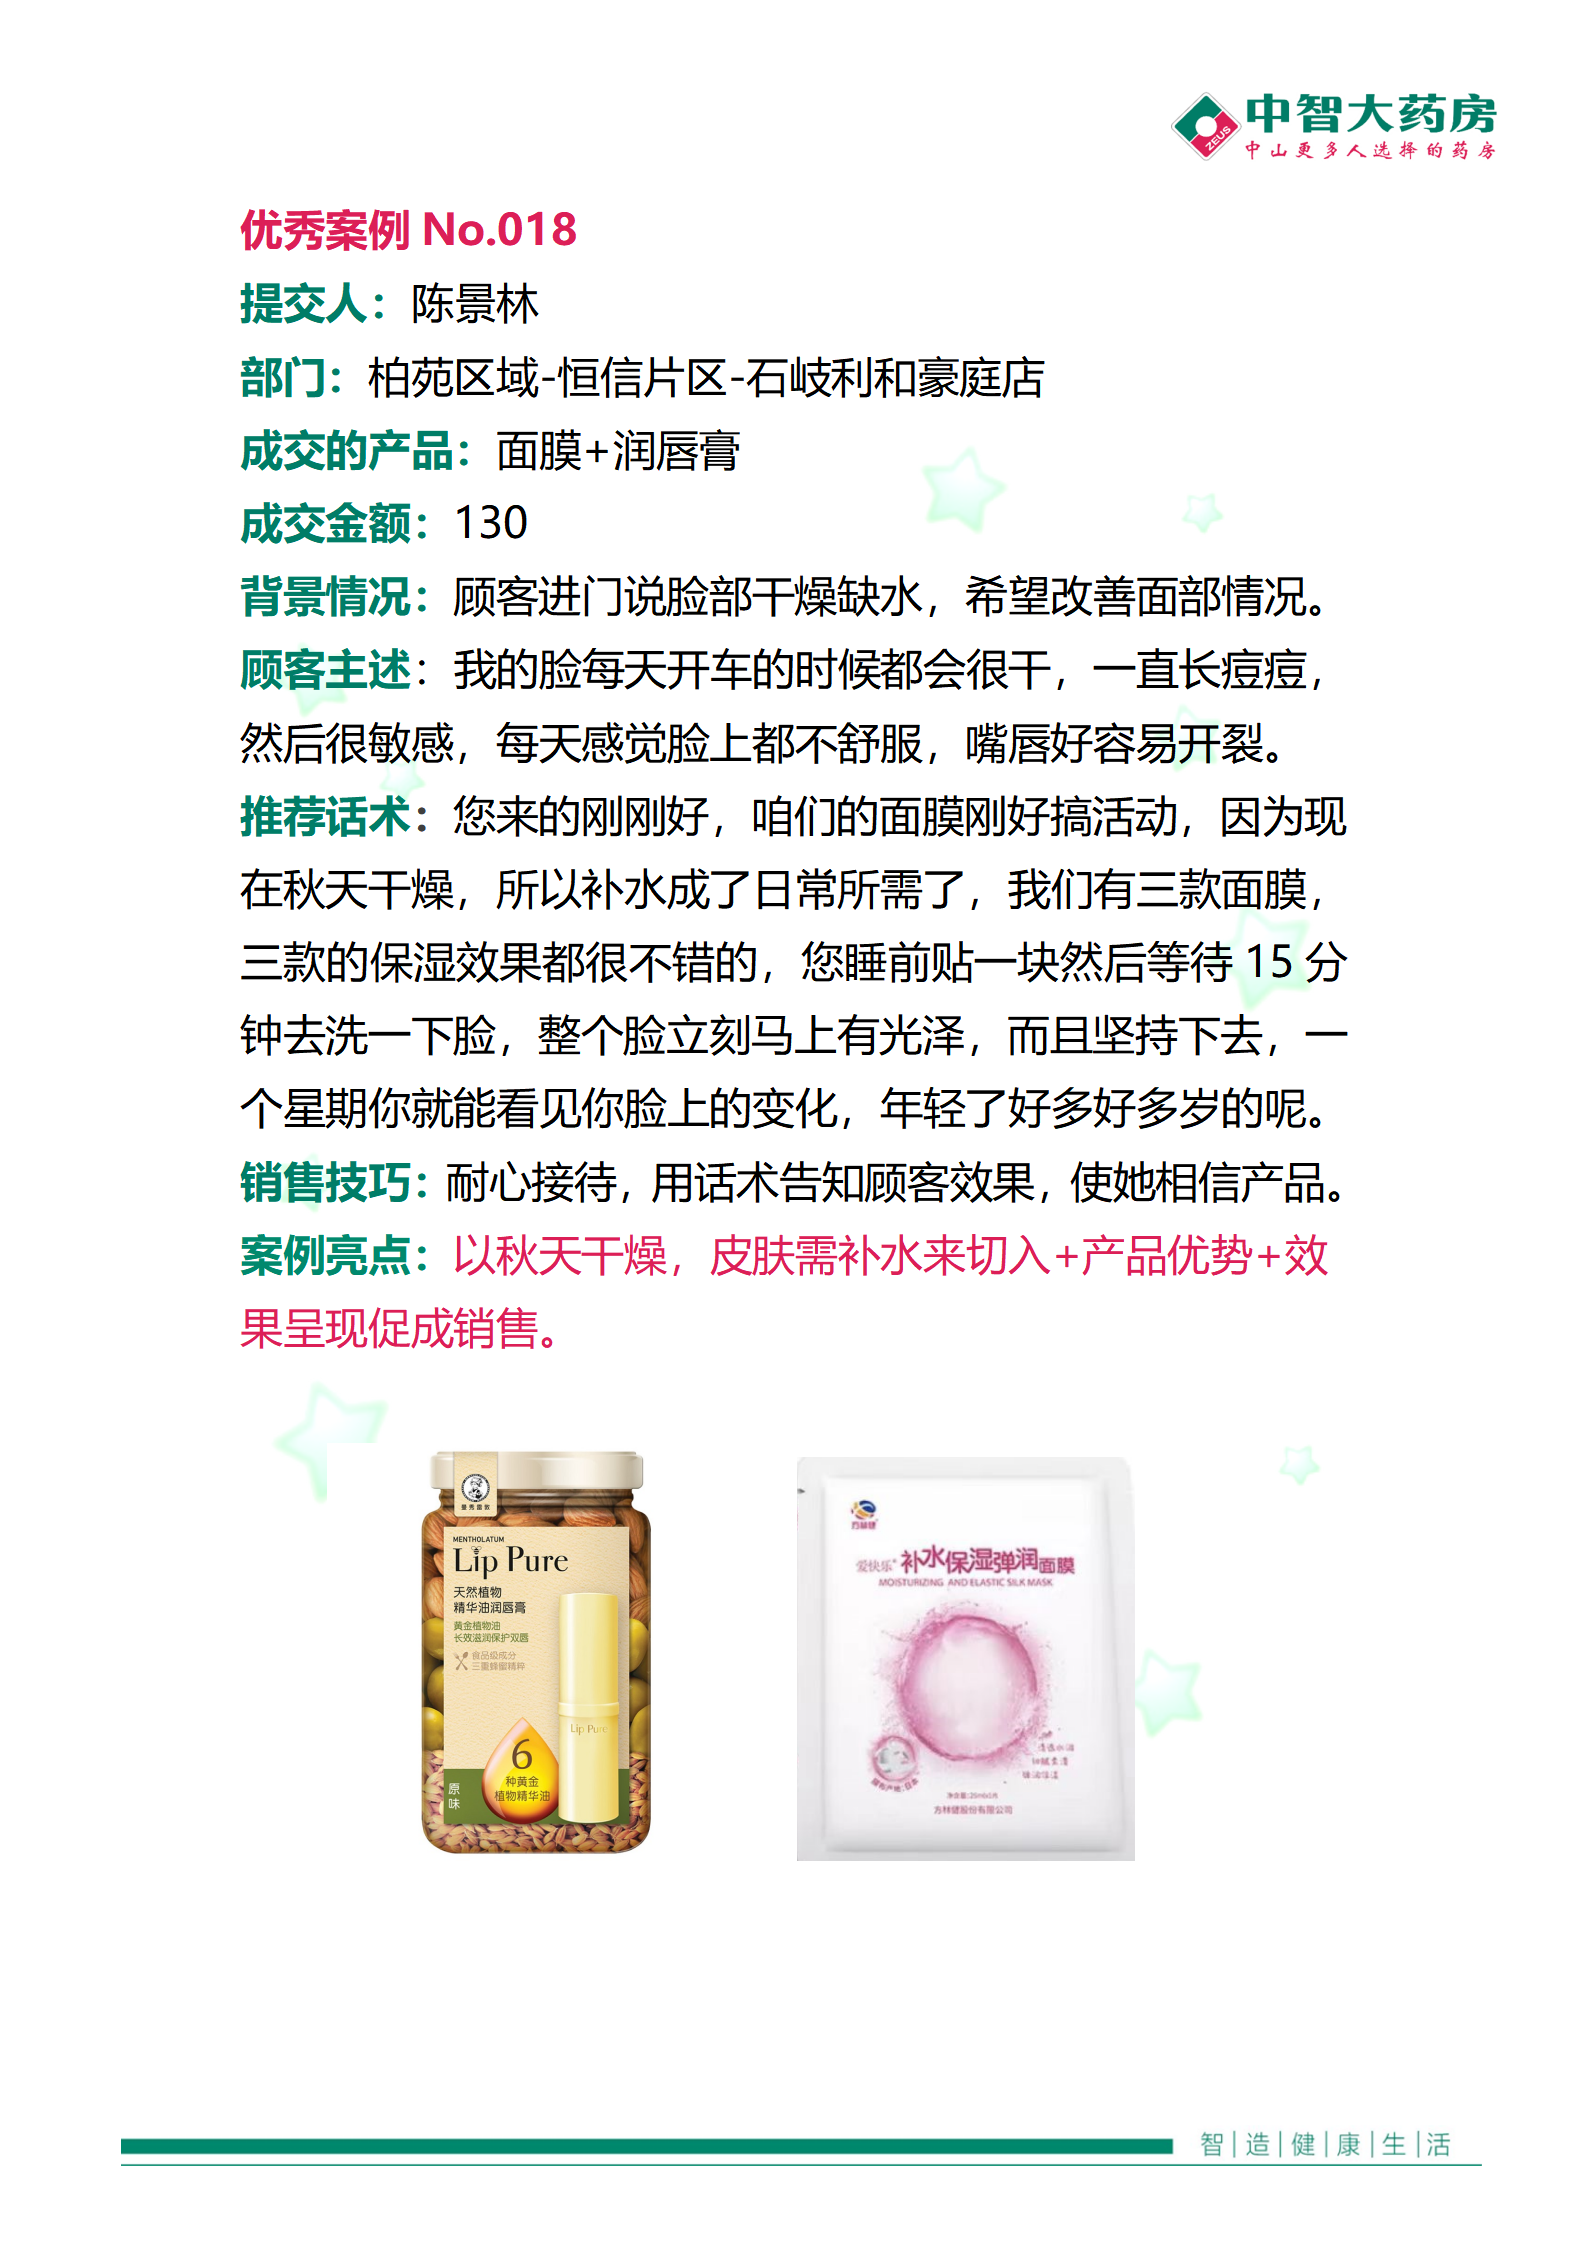 中智大药房
ZEUS
中山更多人选择的药房
优秀案例 No.018
提交人：陈景林
部门：柏苑区域-恒信片区-石岐利和豪庭店
成交的产品：面膜+润唇膏
成交金额：130
背景情况：顾客进门说脸部干燥缺水，希望改善面部情况。
顾客主述：我的脸每天开车的时候都会很干，一直长痘痘，
然后很敏感，每天感觉脸上都不舒服，嘴唇好容易开裂。
推荐话术：您来的刚刚好，咱们的面膜刚好搞活动，因为现
在秋天干燥，所以补水成了日常所需了，我们有三款面膜，
三款的保湿效果都很不错的，您睡前贴一块然后等待 15 分
钟去洗一下脸，整个脸立刻马上有光泽，而且坚持下去，一
个星期你就能看见你脸上的变化，年轻了好多好多岁的呢。
销售技巧：耐心接待，用话术告知顾客效果，使她相信产品。
案例亮点：以秋天干燥，皮肤需补水来切入+产品优势+效
果呈现促成销售。
曼秀雷敦
MENTHOLATUM
Lip Pure
天然植物
精华油润唇膏
黄金植物油
长效滋润保护双唇
食品级成分
三重蜂蜜精粹
Lip Pure
6
种黄金
植物精华油
原味
方林健
爱快乐®补水保湿弹润面膜
MOISTURIZING AND ELASTIC SILK MASK
膜布产地:日本
方林健股份有限公司
智|造|健|康|生|活